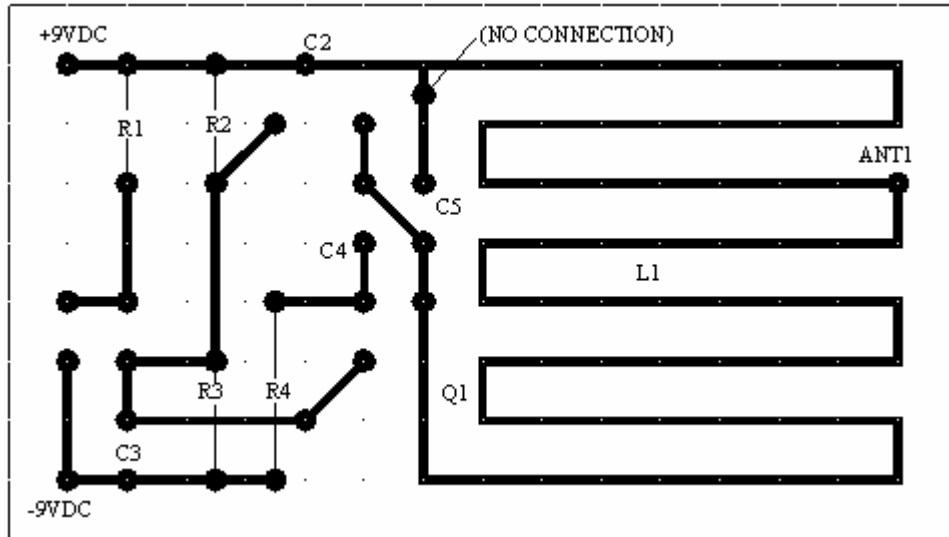 +9VDC
C2
(NO CONNECTION)
R1
R2
ANT1
C5
C4
L1
R3
R4
Q1
C3
-9VDC